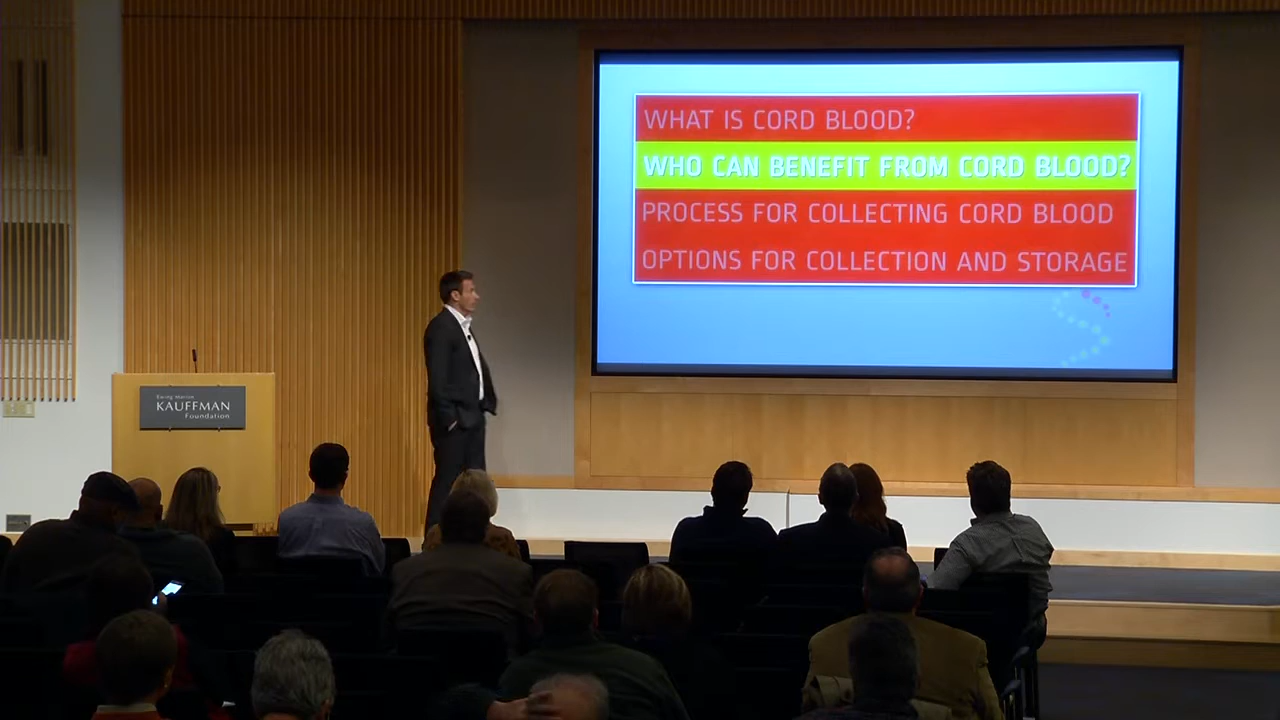 WHAT IS CORD BLOOD?
WHO CAN BENEFIT FROM CORD BLOOD?
PROCESS FOR COLLECTING CORD BLOOD
OPTIONS FOR COLLECTION AND STORAGE
Ewing Marion
KAUFFMAN
Foundation